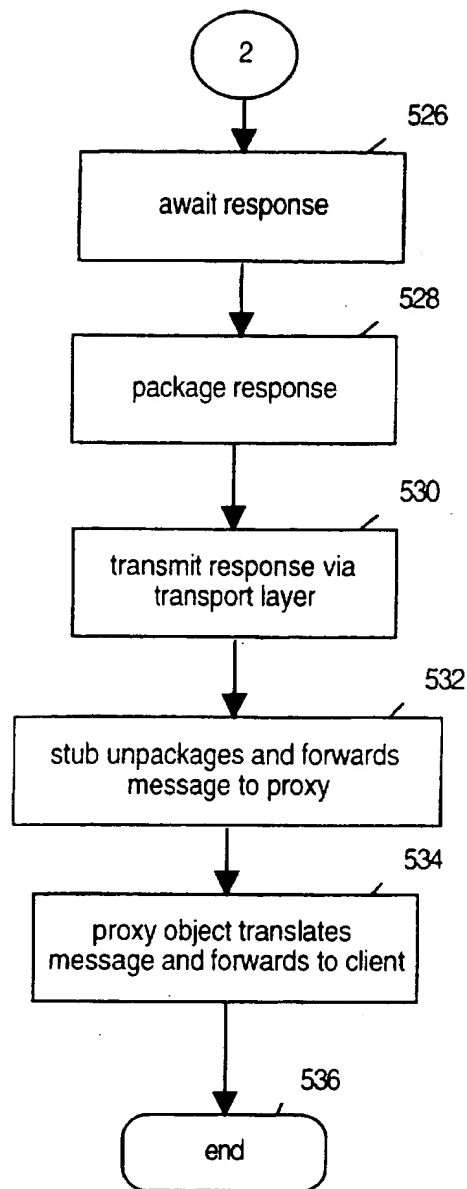 2
526
await response
528
package response
530
transmit response via
transport layer
532
stub unpackages and forwards
message to proxy
534
proxy object translates
message and forwards to client
536
end